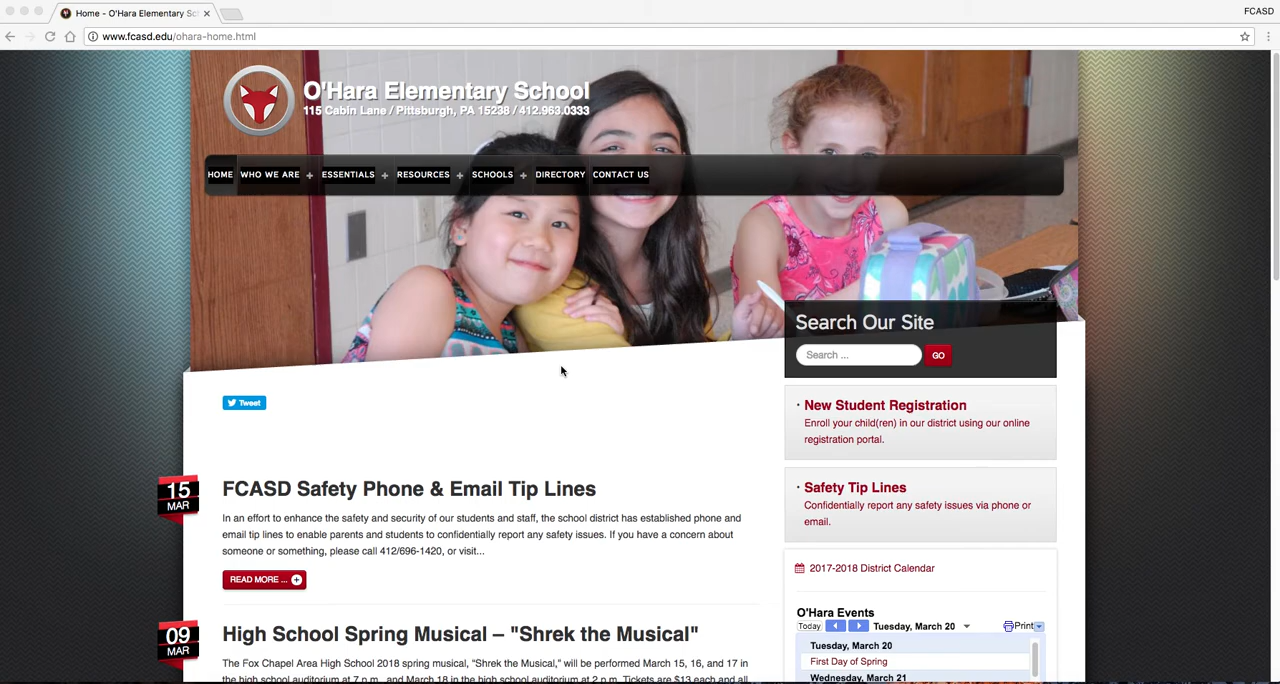 Home - O'Hara Elementary Sc
FCASD
www.fcasd.edu/ohara-home.html
O'Hara Elementary School
115 Cabin Lane / Pittsburgh, PA 15238 / 412.963.0333
HOME WHO WE ARE + ESSENTIALS + RESOURCES + SCHOOLS + DIRECTORY CONTACT US
Search Our Site
Search ...
GO
Tweet
New Student Registration
Enroll your child(ren) in our district using our online
registration portal.
15
MAR
FCASD Safety Phone & Email Tip Lines
In an effort to enhance the safety and security of our students and staff, the school district has established phone and
email tip lines to enable parents and students to confidentially report any safety issues. If you have a concern about
someone or something, please call 412/696-1420, or visit...
READ MORE ...
Safety Tip Lines
Confidentially report any safety issues via phone or
email.
2017-2018 District Calendar
O'Hara Events
Today Tuesday, March 20 Print
Tuesday, March 20
First Day of Spring
Wednesday, March 21
09
MAR
High School Spring Musical – "Shrek the Musical"
The Fox Chapel Area High School 2018 spring musical, "Shrek the Musical," will be performed March 15, 16, and 17 in
the high school auditorium at 7 p.m., and March 18 in the high school auditorium at 2 p.m. Tickets are $13 each and all